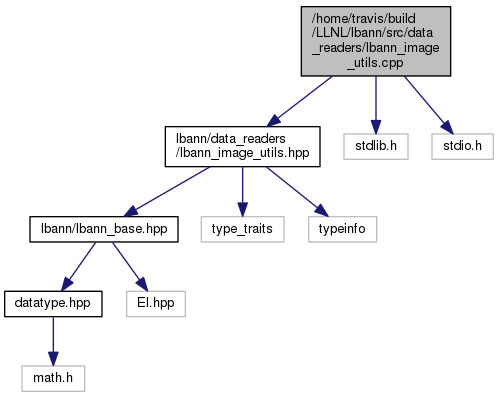 /home/travis/build
/LLNL/lbann/src/data
_readers/lbann_image
_utils.cpp
lbann/data_readers
/lbann_image_utils.hpp
stdlib.h
stdio.h
lbann/lbann_base.hpp
type_traits
typeinfo
datatype.hpp
El.hpp
math.h